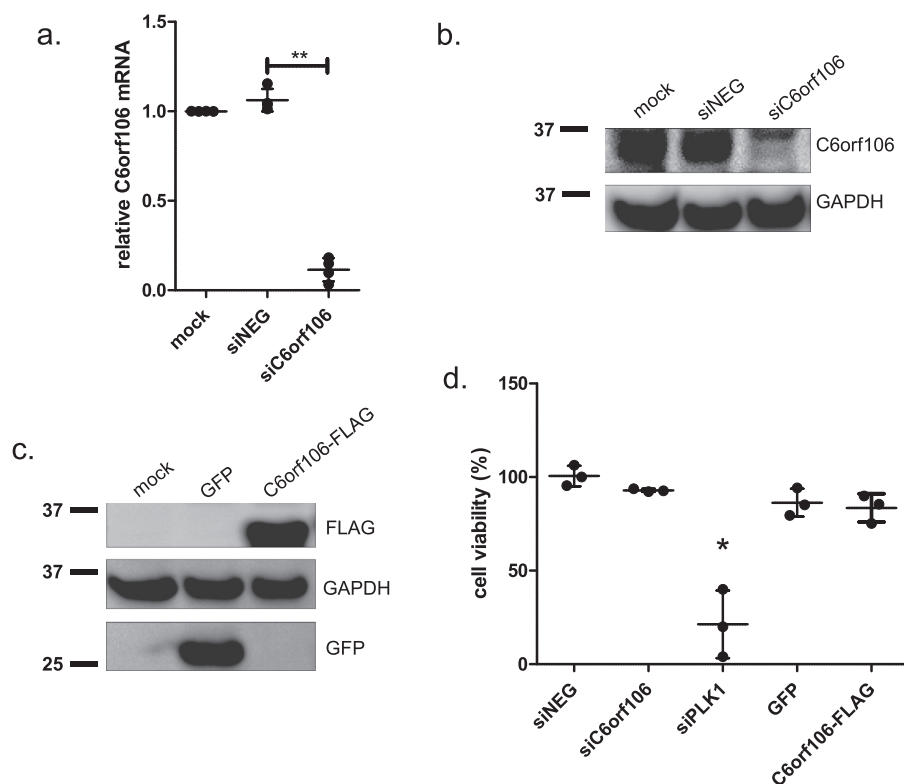 a.
relative C6orf106 mRNA
1.5
1.0
0.5
0.0
**
mock
siNEG
siC6orf106
b.
mock
siNEG
siC6orf106
37
C6orf106
37
GAPDH
c.
mock
GFP
C6orf106-FLAG
37
FLAG
37
GAPDH
25
GFP
d.
cell viability (%)
150
100
50
0
*
siNEG
siC6orf106
siPLK1
GFP
C6orf106-FLAG